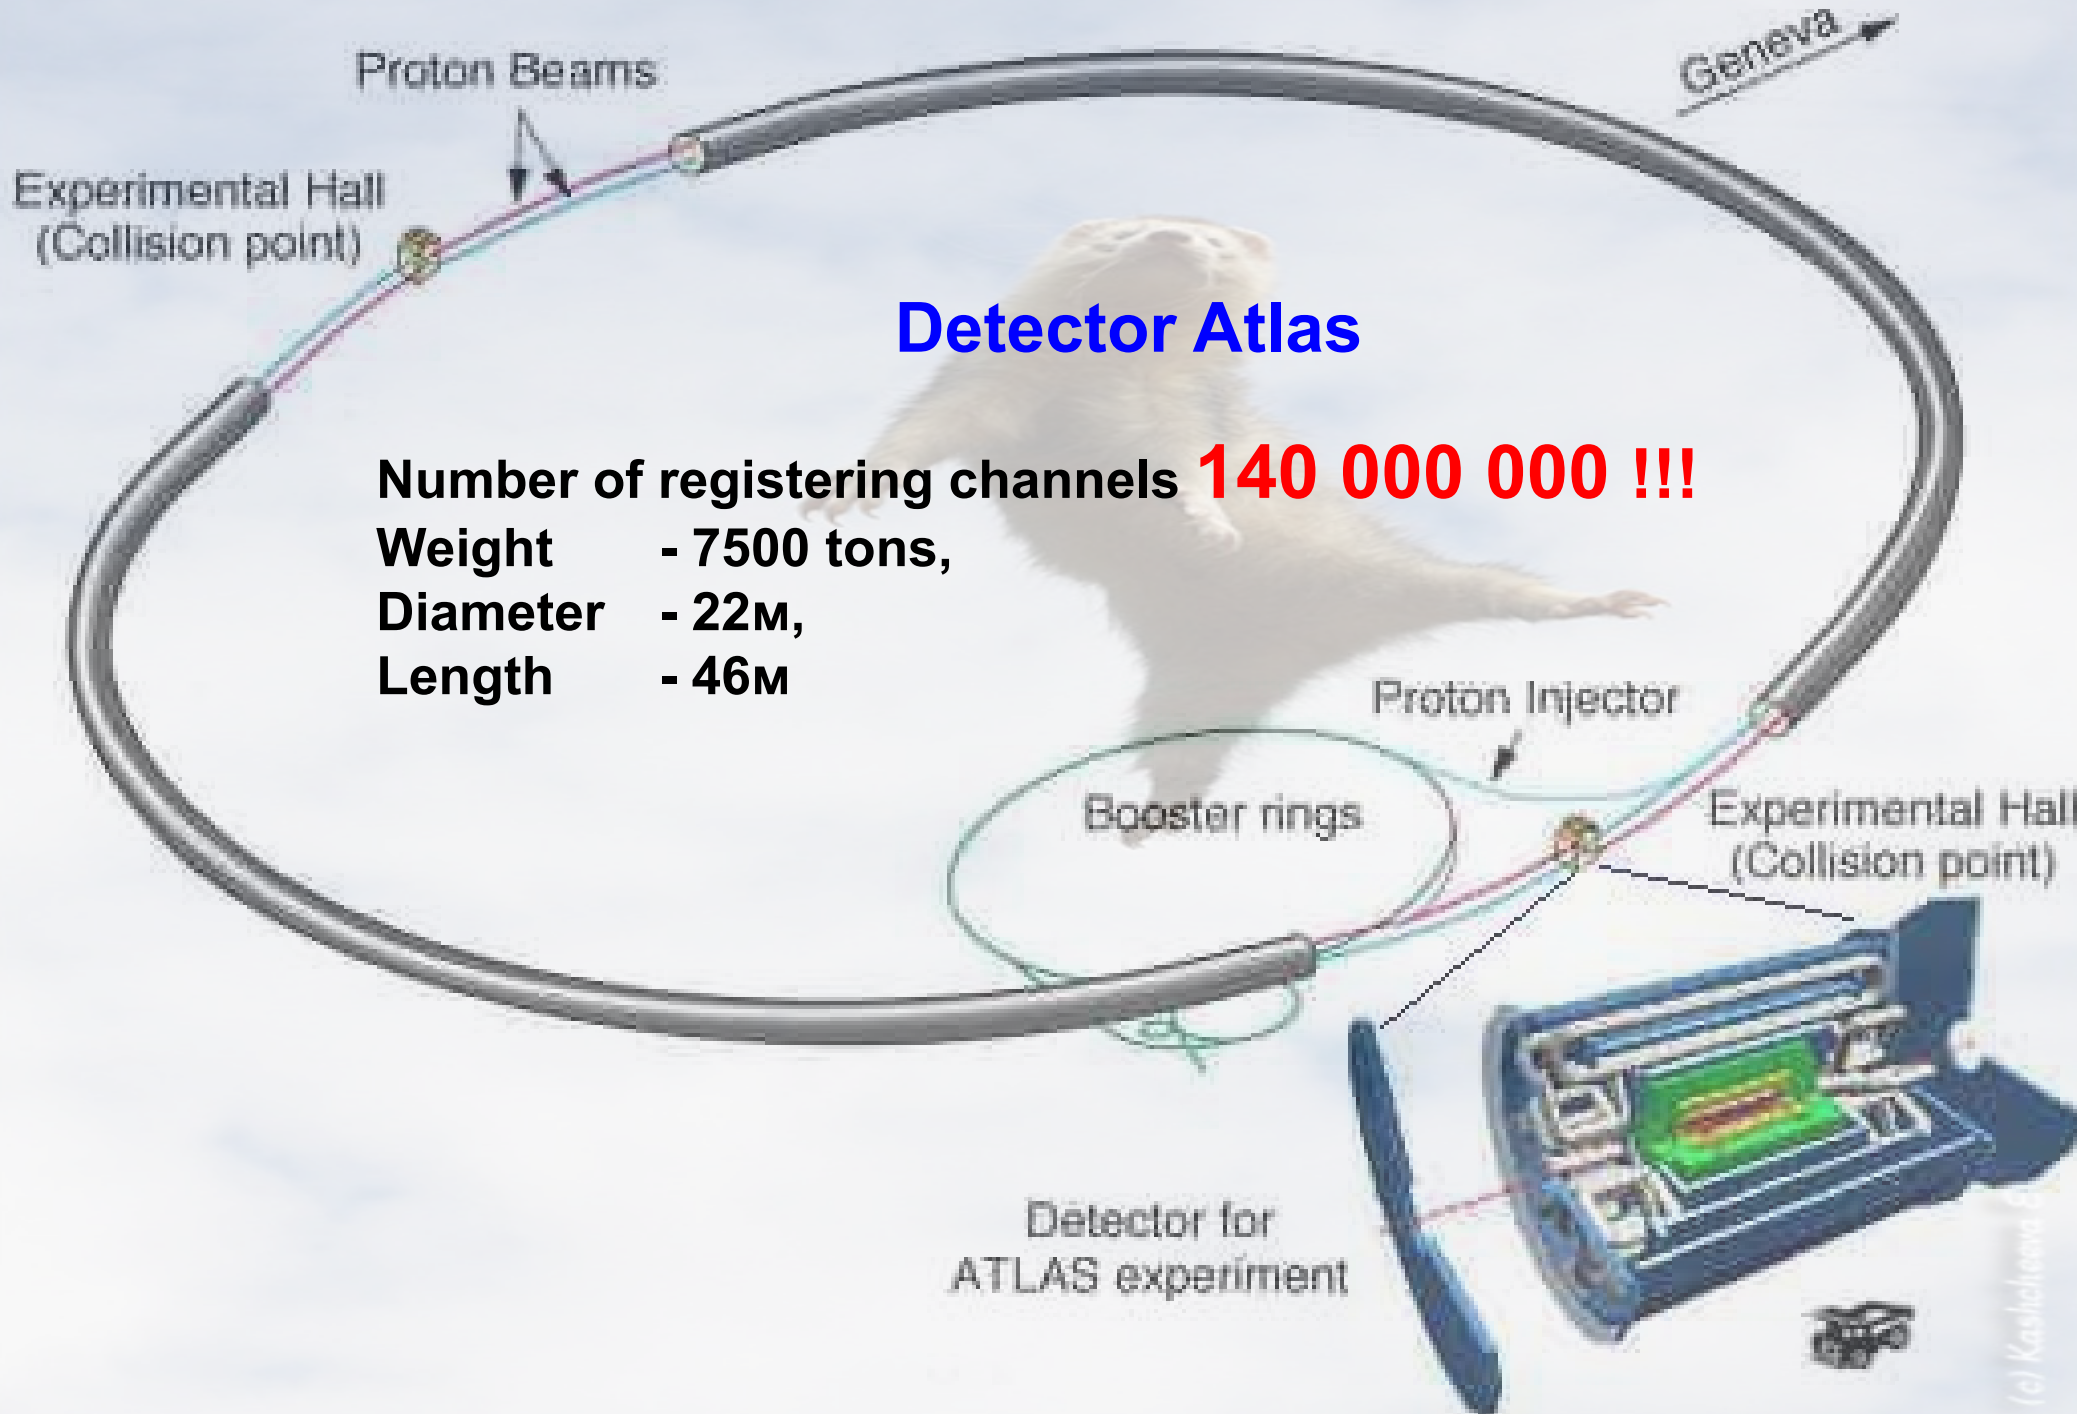 Proton Beams
Geneva
Experimental Hall
(Collision point)
Detector Atlas
Number of registering channels 140 000 000 !!!
Weight - 7500 tons,
Diameter - 22м,
Length - 46м
Proton Injector
Booster rings
Experimental Hall
(Collision point)
Detector for
ATLAS experiment
(c) Kashcheeva